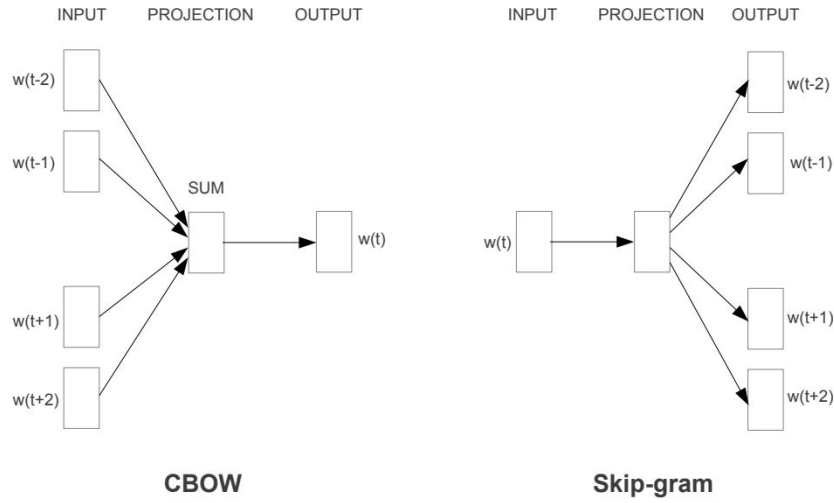 INPUT PROJECTION OUTPUT
w(t-2)
w(t-1)
SUM
w(t)
w(t+1)
w(t+2)
CBOW
INPUT PROJECTION OUTPUT
w(t-2)
w(t-1)
w(t)
w(t+1)
w(t+2)
Skip-gram